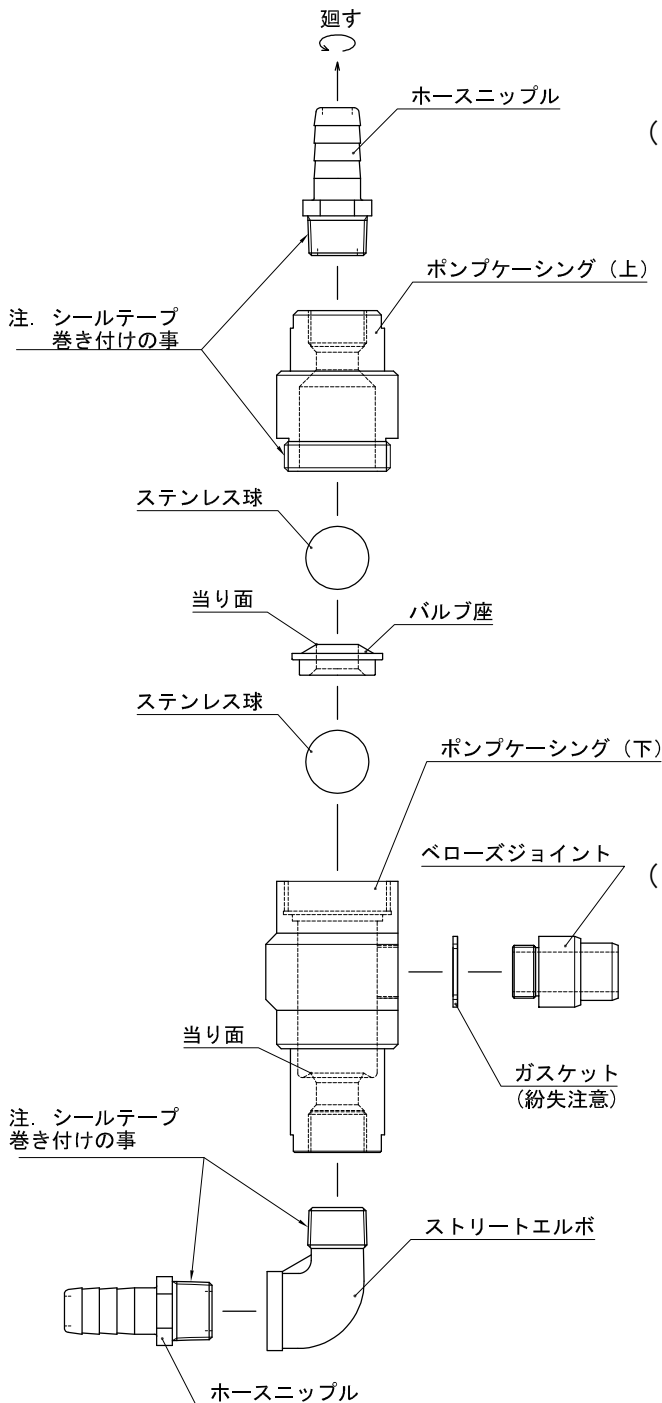 廻す
ホースニップル
(
ポンプケーシング（上）
注．シールテープ
巻き付けの事
ステンレス球
当り面
バルブ座
ステンレス球
ポンプケーシング（下）
ベローズジョイント
(
当り面
ガスケット
（紛失注意）
注．シールテープ
巻き付けの事
ストリートエルボ
ホースニップル